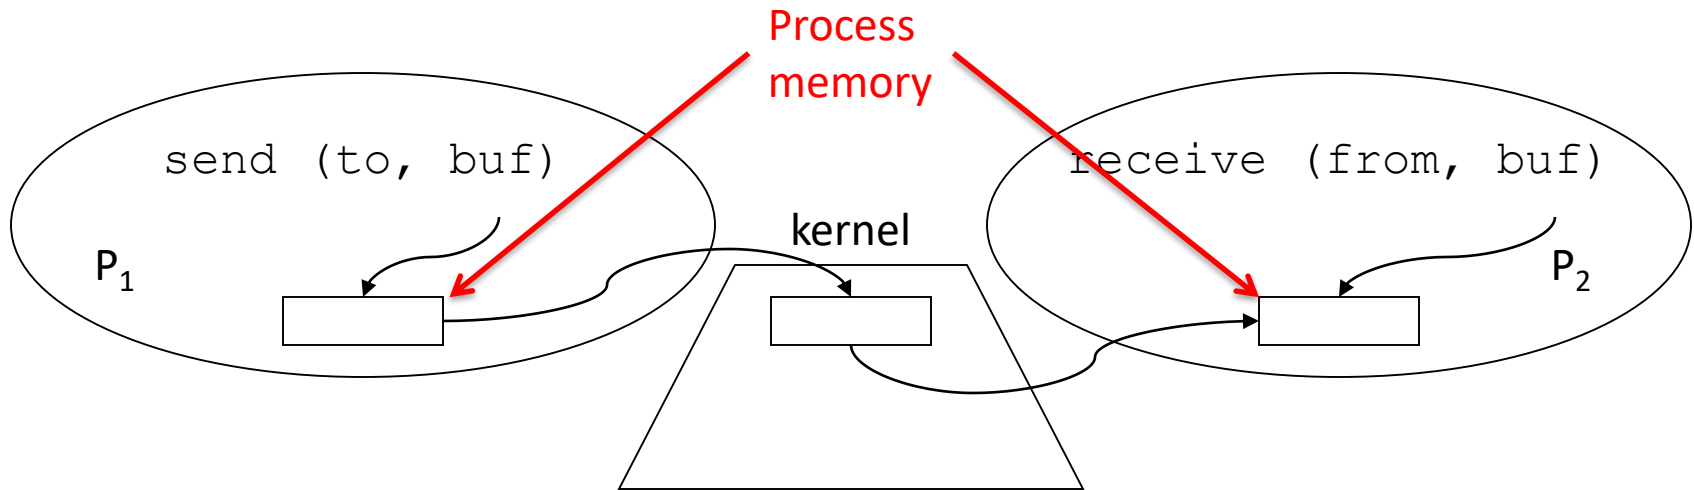 Process
memory
send (to, buf)
receive (from, buf)
kernel
P₁
P₂